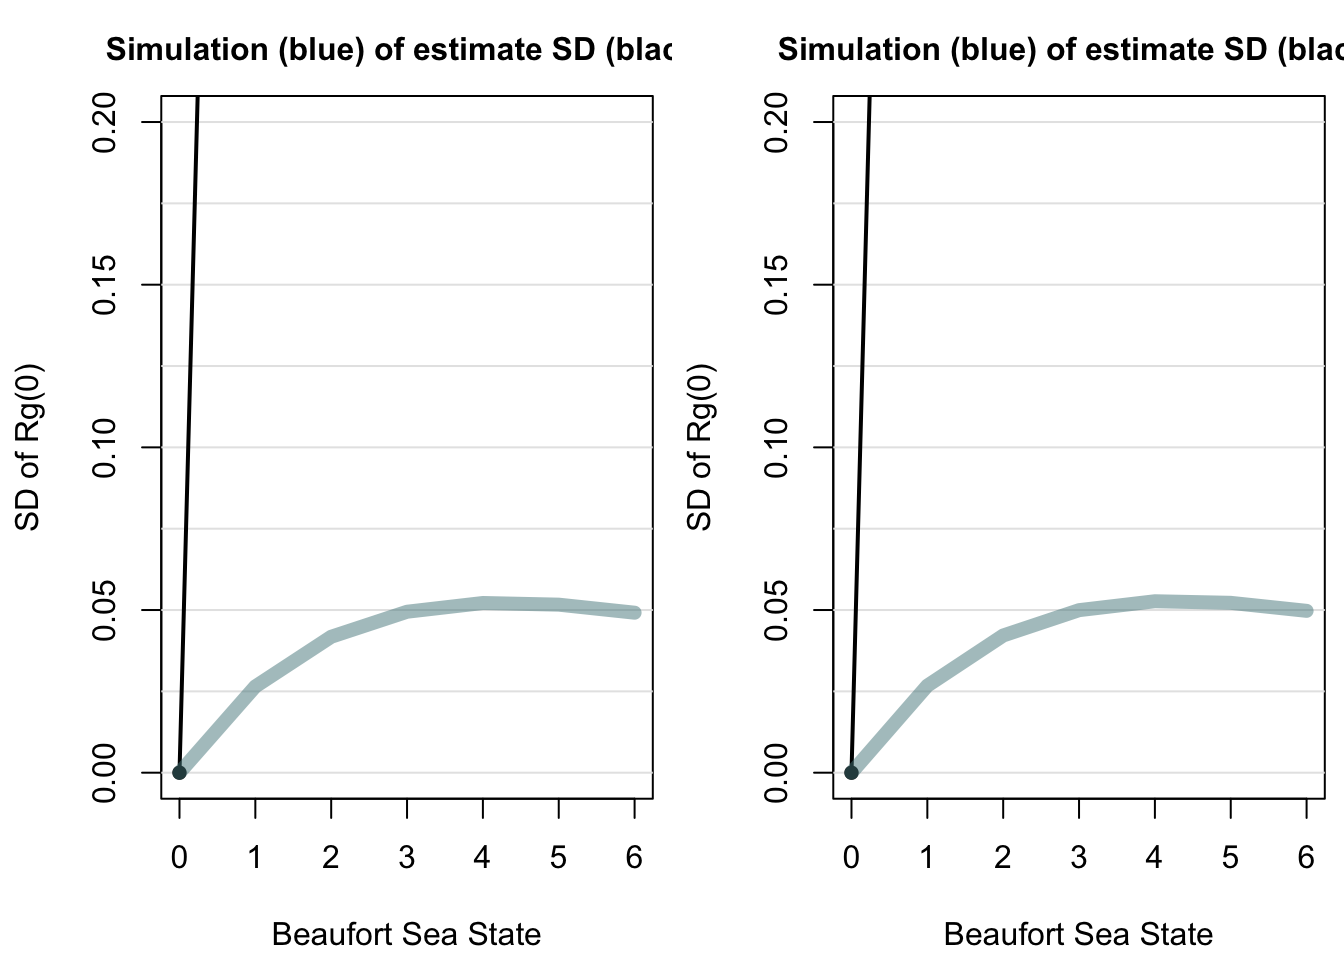 Simulation (blue) of estimate SD (blac
SD of Rg(0)
0.20
0.15
0.10
0.05
0.00
0 1 2 3 4 5 6
Beaufort Sea State
Simulation (blue) of estimate SD (blac
SD of Rg(0)
0.20
0.15
0.10
0.05
0.00
0 1 2 3 4 5 6
Beaufort Sea State